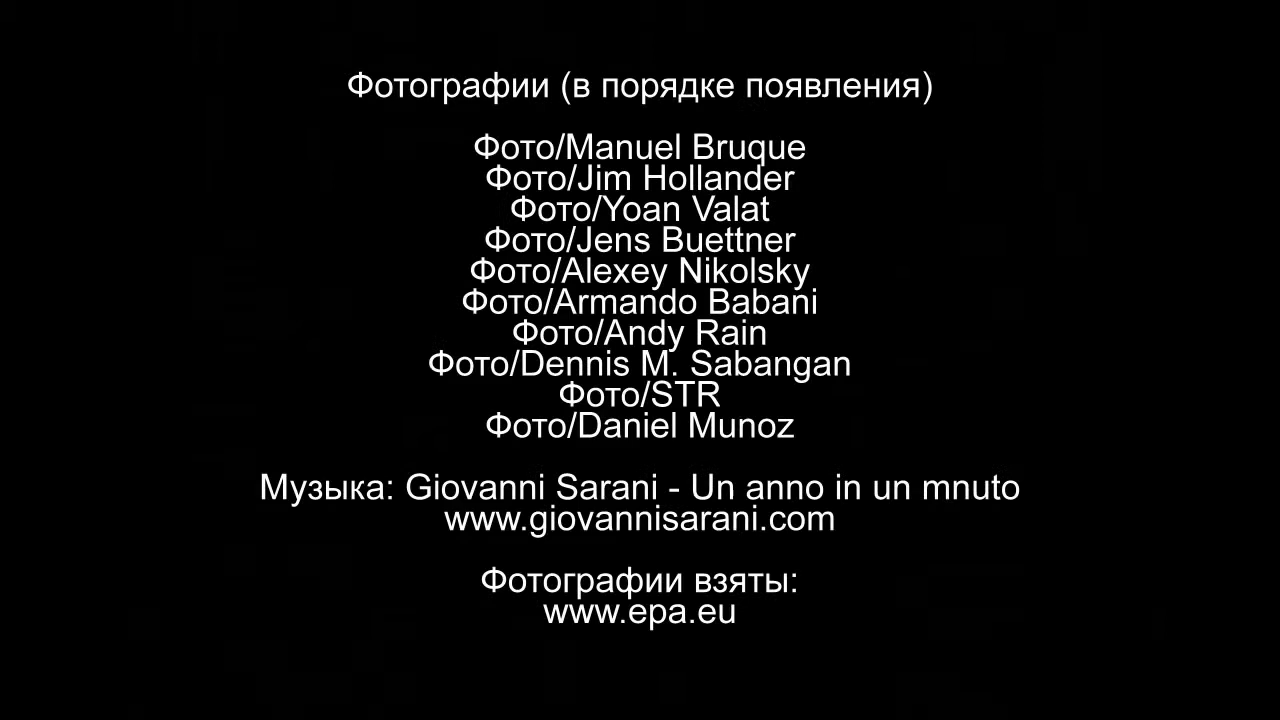 Фотографии (в порядке появления)
Фото/Manuel Bruque
Фото/Jim Hollander
Фото/Yoan Valat
Фото/Jens Buettner
Фото/Alexey Nikolsky
Фото/Armando Babani
Фото/Andy Rain
Фото/Dennis M. Sabangan
Фото/STR
Фото/Daniel Munoz
Музыка: Giovanni Sarani - Un anno in un mnuto
www.giovannisarani.com
Фотографии взяты:
www.epa.eu